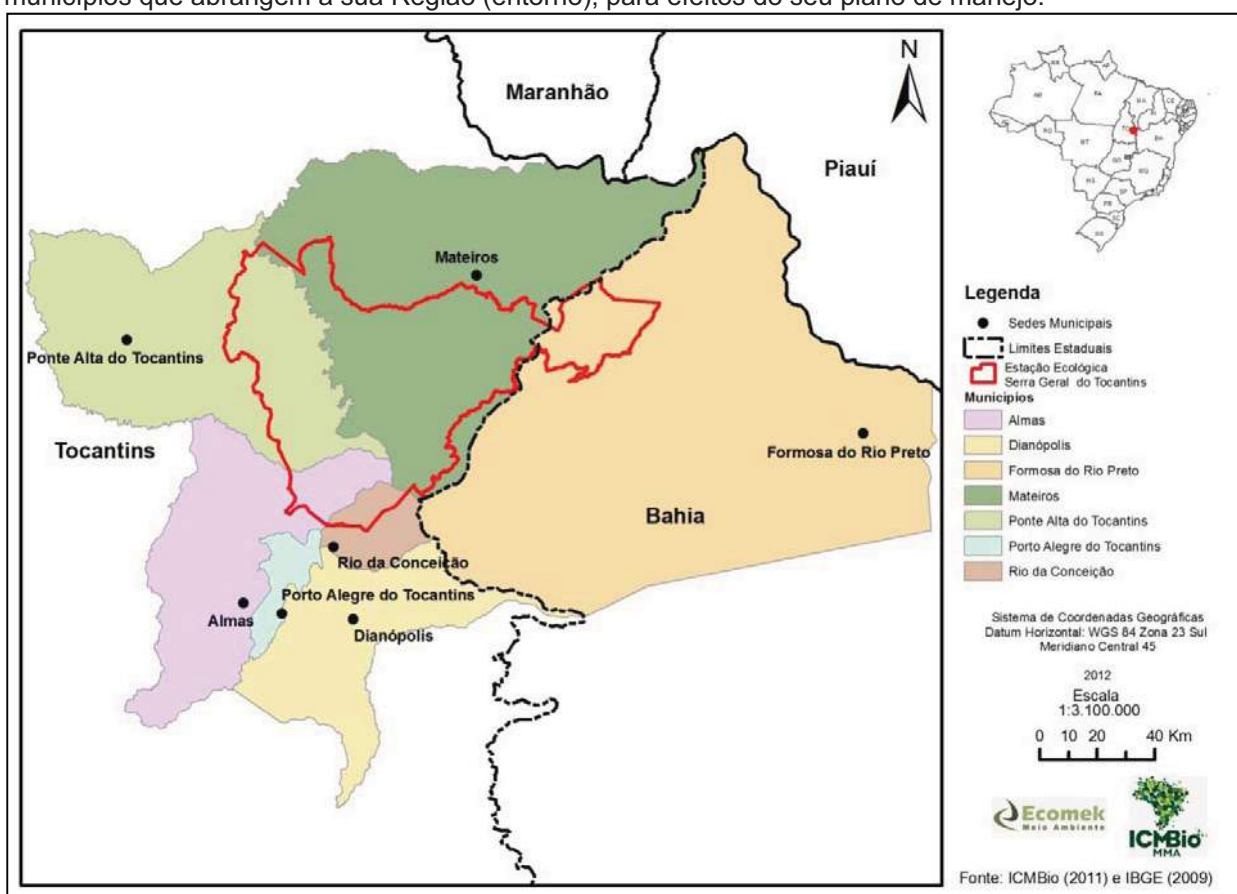 municípios que abrangem a sua Região (entorno), para efeitos do seu plano de manejo.
N
Maranhão
Piauí
Mateiros
Ponte Alta do Tocantins
Tocantins
Formosa do Rio Preto
Bahia
Rio da Conceição
Porto Alegre do Tocantins
Almas
Dianópolis
Legenda
Sedes Municipais
Limites Estaduais
Estação Ecológica
Serra Geral do Tocantins
Municípios
Almas
Dianópolis
Formosa do Rio Preto
Mateiros
Ponte Alta do Tocantins
Porto Alegre do Tocantins
Rio da Conceição
Sistema de Coordenadas Geográficas
Datum Horizontal: WGS 84 Zona 23 Sul
Meridiano Central 45
2012
Escala
1:3.100.000
0 10 20 40 Km
Ecomek
Meio Ambiente
ICMBio
MMA
Fonte: ICMBio (2011) e IBGE (2009)